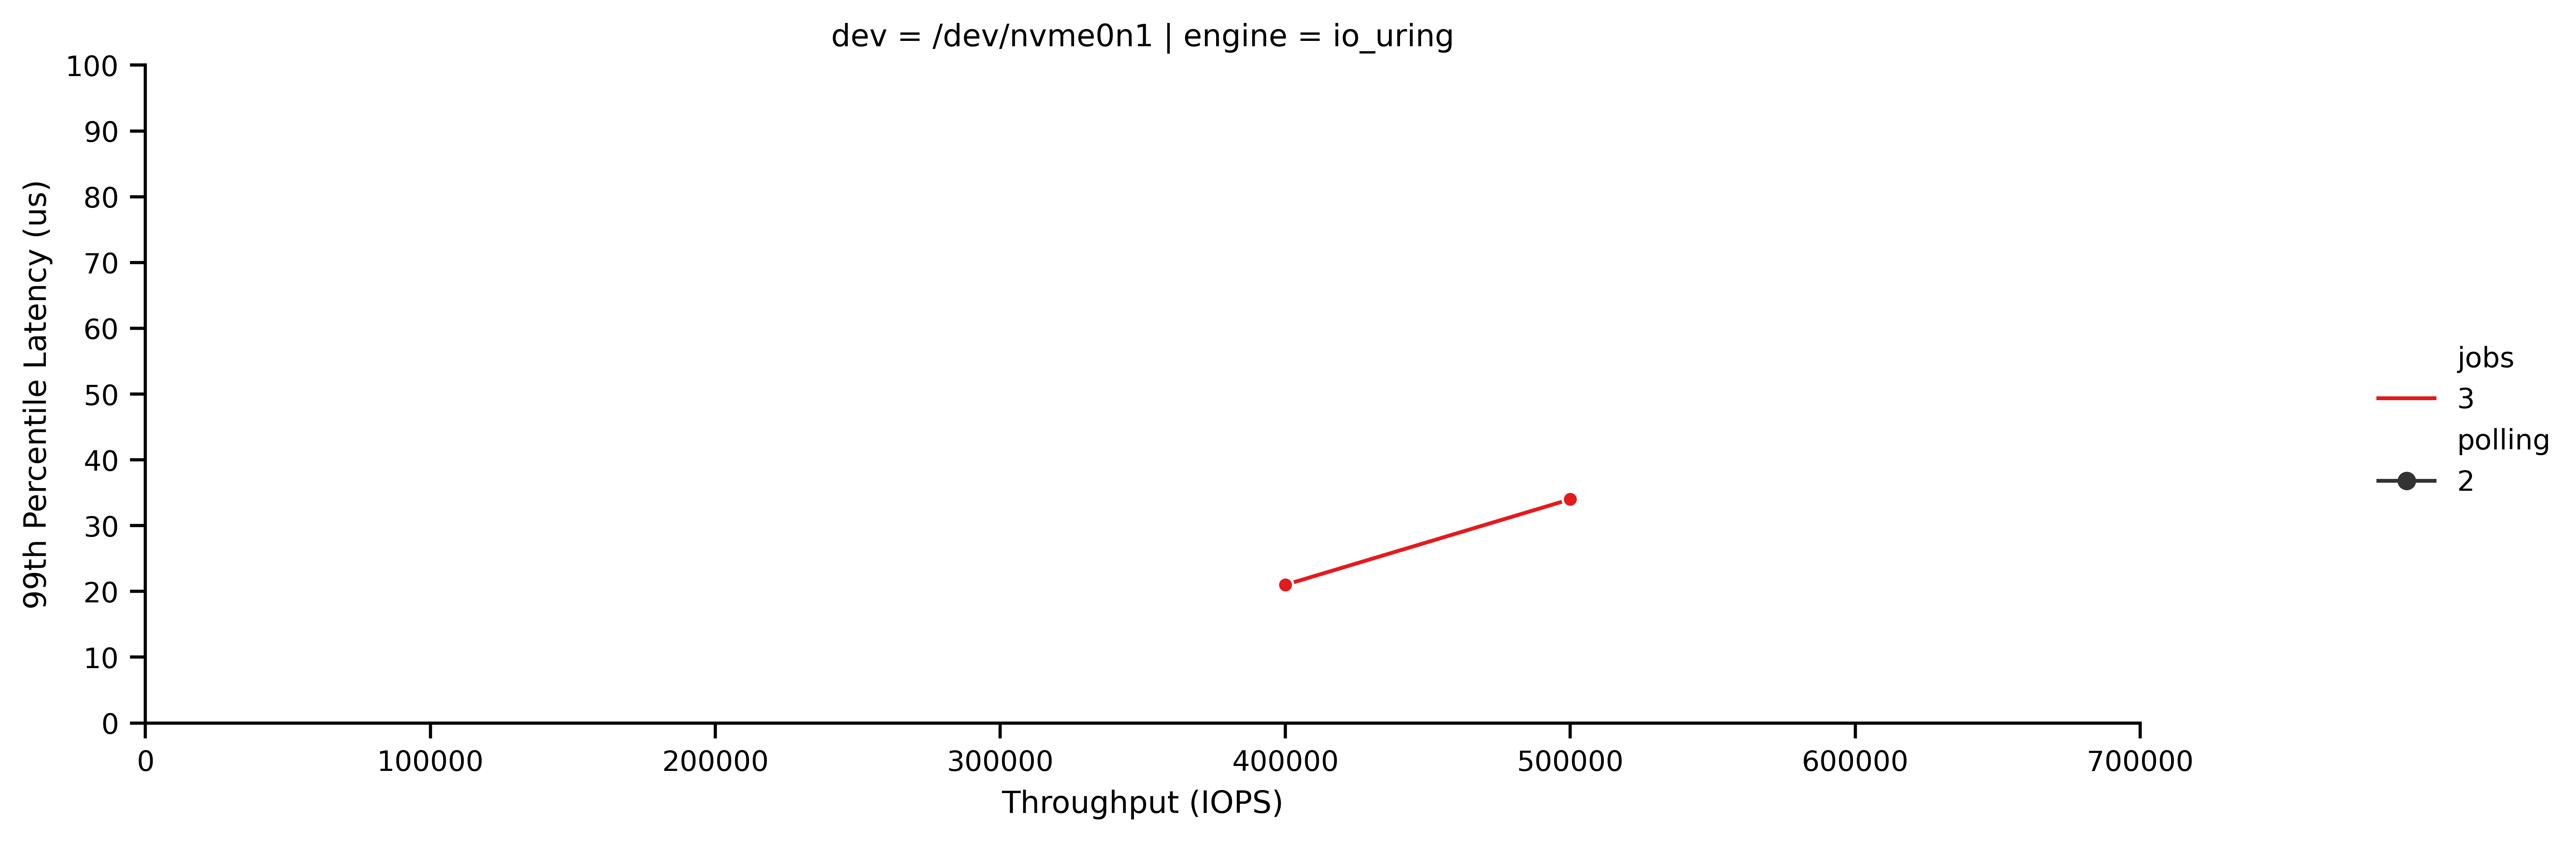 dev = /dev/nvme0n1 | engine = io_uring
100
90
80
70
60
50
40
30
20
10
0
99th Percentile Latency (us)
0 100000 200000 300000 400000 500000 600000 700000
Throughput (IOPS)
jobs
3
polling
2